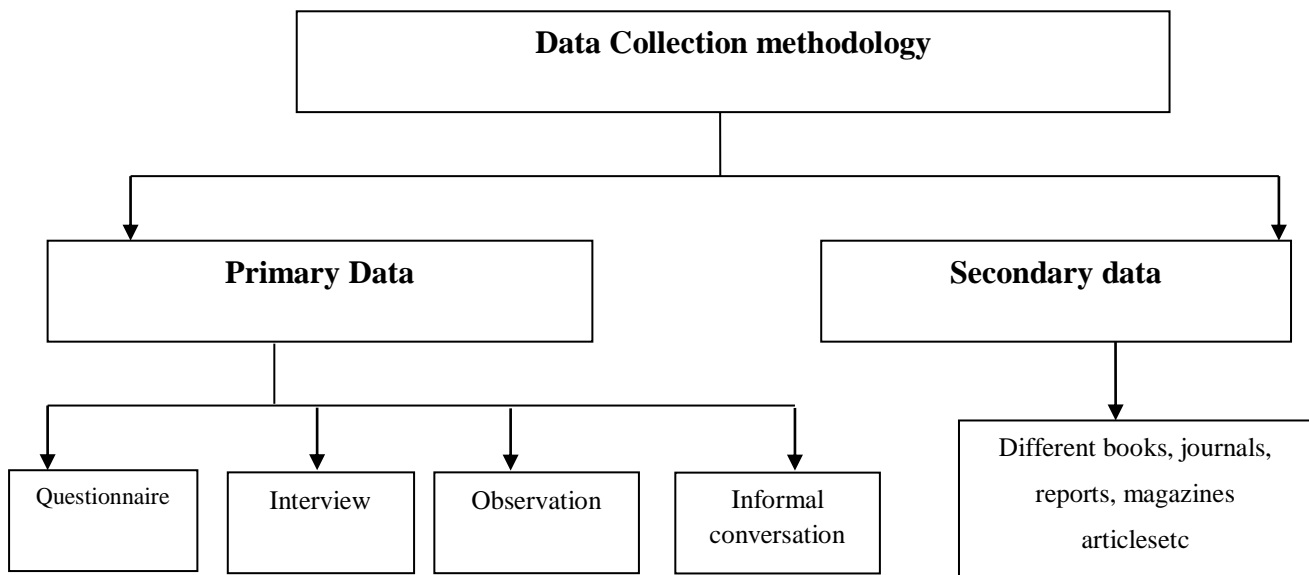 Data Collection methodology
Primary Data
Secondary data
Questionnaire
Interview
Observation
Informal
conversation
Different books, journals,
reports, magazines
articlesetc